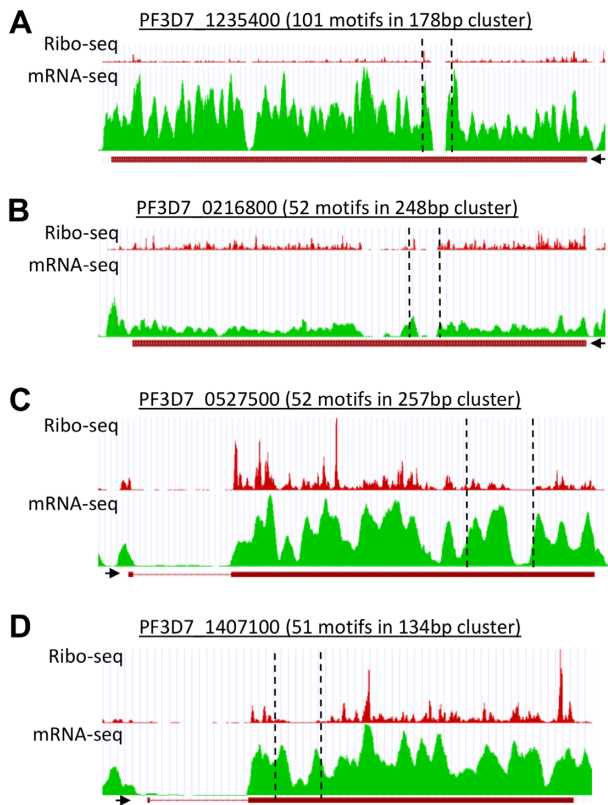 A
PF3D7_1235400 (101 motifs in 178bp cluster)
Ribo-seq
mRNA-seq
B
PF3D7_0216800 (52 motifs in 248bp cluster)
Ribo-seq
mRNA-seq
C
PF3D7_0527500 (52 motifs in 257bp cluster)
Ribo-seq
mRNA-seq
D
PF3D7_1407100 (51 motifs in 134bp cluster)
Ribo-seq
mRNA-seq